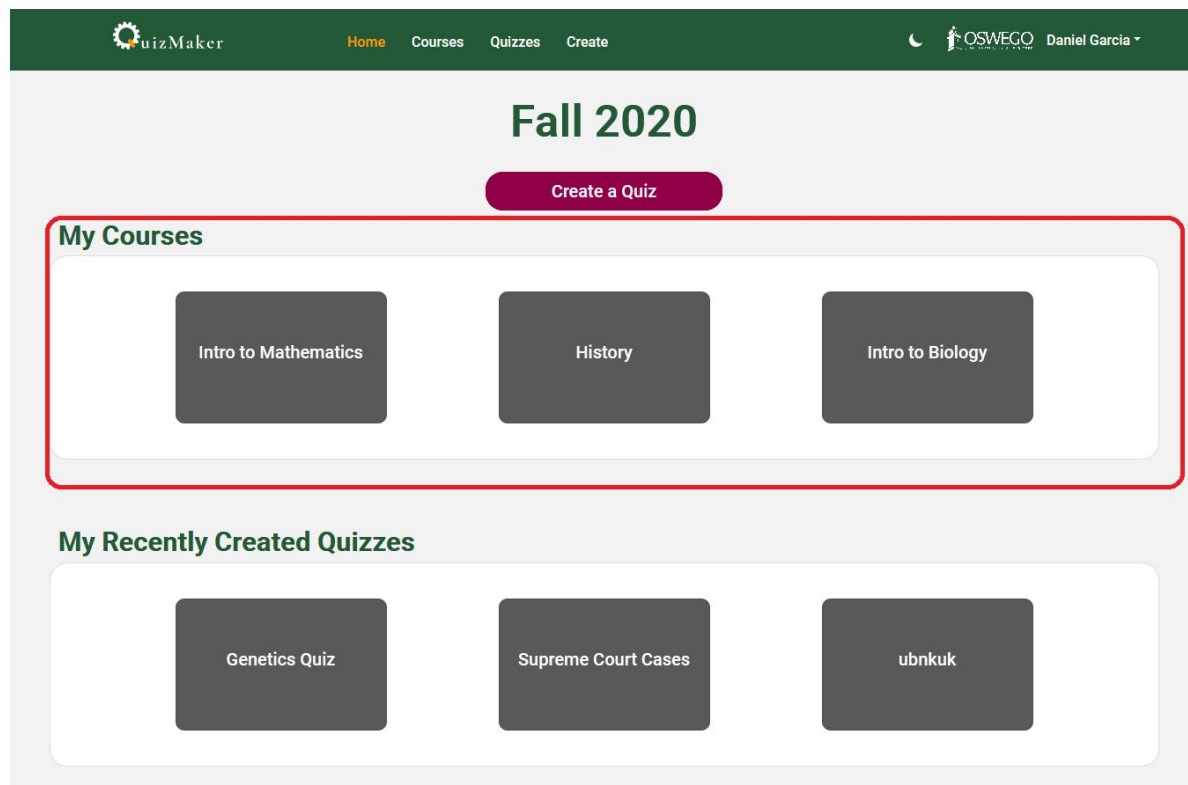 QuizMaker Home Courses Quizzes Create OSWEGO Daniel Garcia
Fall 2020
Create a Quiz
My Courses
Intro to Mathematics History Intro to Biology
My Recently Created Quizzes
Genetics Quiz Supreme Court Cases ubnkuk